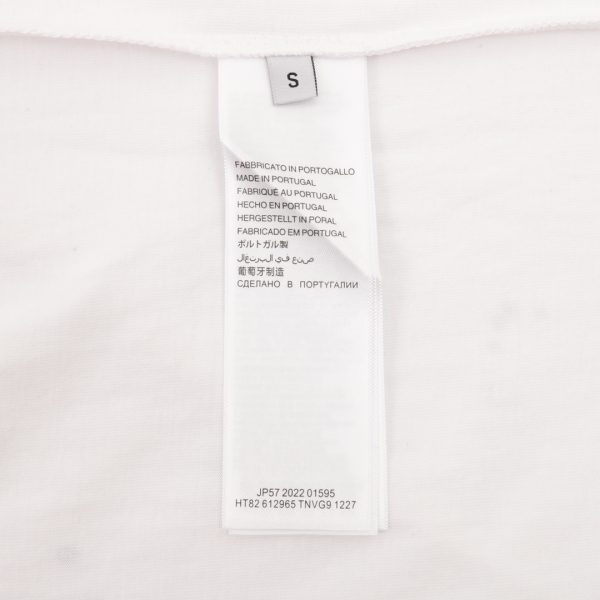 S
FABBRICATO IN PORTOGALLO
MADE IN PORTUGAL
FABRIQUE AU PORTUGAL
HECHO EN PORTUGAL
HERGESTELLT IN PORAL
FABRICADO EM PORTUGAL
ポルトガル製
صنع في البرتغال
葡萄牙制造
СДЕЛАНО В ПОРТУГАЛИИ
JP57 2022 01595
HT82 612965 TNVG9 1227